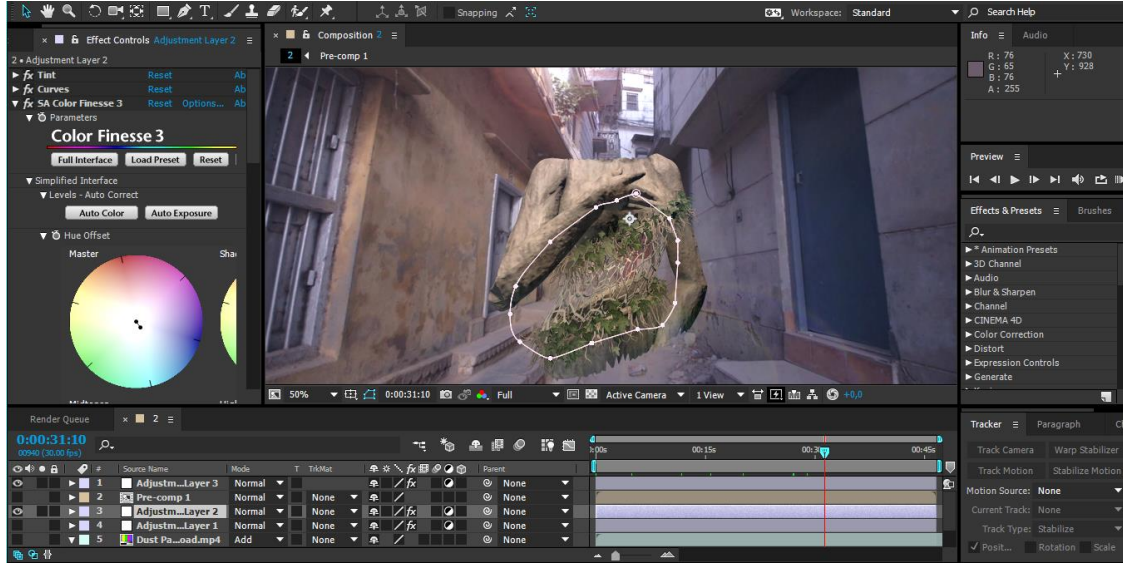 Snapping
Workspace: Standard
Search Help
Effect Controls Adjustment Layer 2
2 • Adjustment Layer 2
fx Tint Reset Ab
fx Curves Reset Ab
fx SA Color Finesse 3 Reset Options... Ab
Parameters
Color Finesse 3
Full Interface Load Preset Reset
Simplified Interface
Levels - Auto Correct
Auto Color Auto Exposure
Hue Offset
Master Sha
Composition 2
2 Pre-comp 1
50% 0:00:31:10 Full Active Camera 1 View +0,0
Info Audio
R : 76 X : 730
G : 65 Y : 928
B : 76
A : 255
Preview
Effects & Presets Brushes
* Animation Presets
3D Channel
Audio
Blur & Sharpen
Channel
CINEMA 4D
Color Correction
Distort
Expression Controls
Generate
Render Queue 2
0:00:31:10
00940 (30.00 fps)
# Source Name Mode T TrkMat fx Parent
1 Adjustm...Layer 3 Normal fx None
2 Pre-comp 1 Normal None None
3 Adjustm...Layer 2 Normal None fx None
4 Adjustm...Layer 1 Normal None fx None
5 Dust Pa...oad.mp4 Add None None
00:15s 00:45s
Tracker Paragraph
Track Camera Warp Stabilizer
Track Motion Stabilize Motion
Motion Source: None
Current Track: None
Track Type: Stabilize
Posit... Rotation Scale